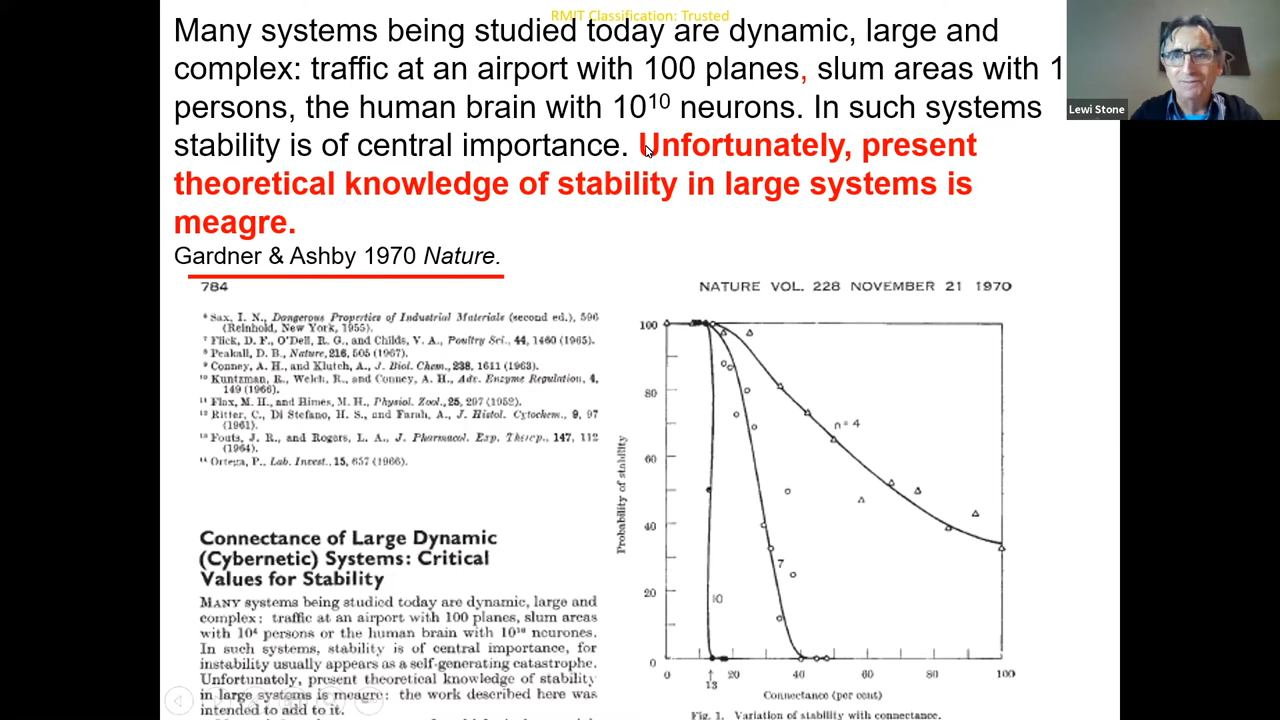 RMIT Classification: Trusted
Many systems being studied today are dynamic, large and
complex: traffic at an airport with 100 planes, slum areas with 1
persons, the human brain with 10¹⁰ neurons. In such systems
stability is of central importance. Unfortunately, present
theoretical knowledge of stability in large systems is
meagre.
Gardner & Ashby 1970 Nature.
Lewi Stone
784
NATURE VOL. 228 NOVEMBER 21 1970
⁶ Sax, I. N., Dangerous Properties of Industrial Materials (second ed.), 596
(Reinhold, New York, 1955).
⁷ Flick, D. F., O'Dell, R. G., and Childs, V. A., Poultry Sci., 44, 1460 (1965).
⁸ Peakall, D. B., Nature, 216, 505 (1967).
⁹ Conney, A. H., and Klutch, A., J. Biol. Chem., 238, 1611 (1963).
¹⁰ Kuntzman, R., Welch, R., and Conney, A. H., Adv. Enzyme Regulation, 4,
149 (1966).
¹¹ Flax, M. H., and Himes, M. H., Physiol. Zool., 25, 297 (1952).
¹² Ritter, C., Di Stefano, H. S., and Farah, A., J. Histol. Cytochem., 9, 97
(1961).
¹³ Fouts, J. R., and Rogers, L. A., J. Pharmacol. Exp. Therap., 147, 112
(1964).
¹⁴ Ortega, P., Lab. Invest., 15, 657 (1966).
Connectance of Large Dynamic
(Cybernetic) Systems: Critical
Values for Stability
MANY systems being studied today are dynamic, large and
complex: traffic at an airport with 100 planes, slum areas
with 10⁴ persons or the human brain with 10¹⁰ neurones.
In such systems, stability is of central importance, for
instability usually appears as a self-generating catastrophe.
Unfortunately, present theoretical knowledge of stability
in large systems is meagre: the work described here was
intended to add to it.
Probability of stability
100
80
60
40
20
0
n = 4
7
10
0
13
20
40
60
80
100
Connectance (per cent)
Fig. 1. Variation of stability with connectance.